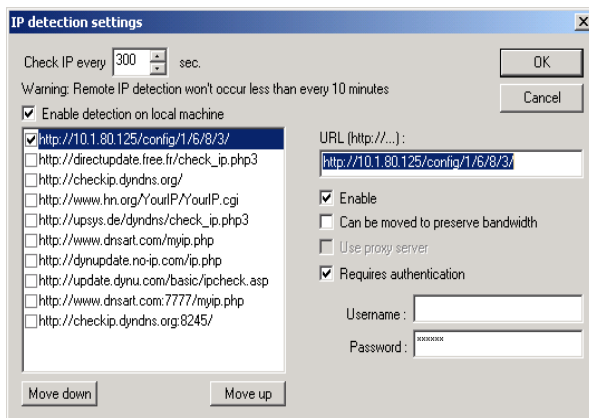 IP detection settings
Check IP every 300 sec.
OK
Warning: Remote IP detection won't occur less than every 10 minutes
Cancel
Enable detection on local machine
http://10.1.80.125/config/1/6/8/3/
http://directupdate.free.fr/check_ip.php3
http://checkip.dyndns.org/
http://www.hn.org/YourIP/YourIP.cgi
http://upsys.de/dyndns/check_ip.php3
http://www.dnsart.com/myip.php
http://dynupdate.no-ip.com/ip.php
http://update.dynu.com/basic/ipcheck.asp
http://www.dnsart.com:7777/myip.php
http://checkip.dyndns.org:8245/
URL (http://...) :
http://10.1.80.125/config/1/6/8/3/
Enable
Can be moved to preserve bandwidth
Use proxy server
Requires authentication
Username :
Password : ××××××
Move down
Move up